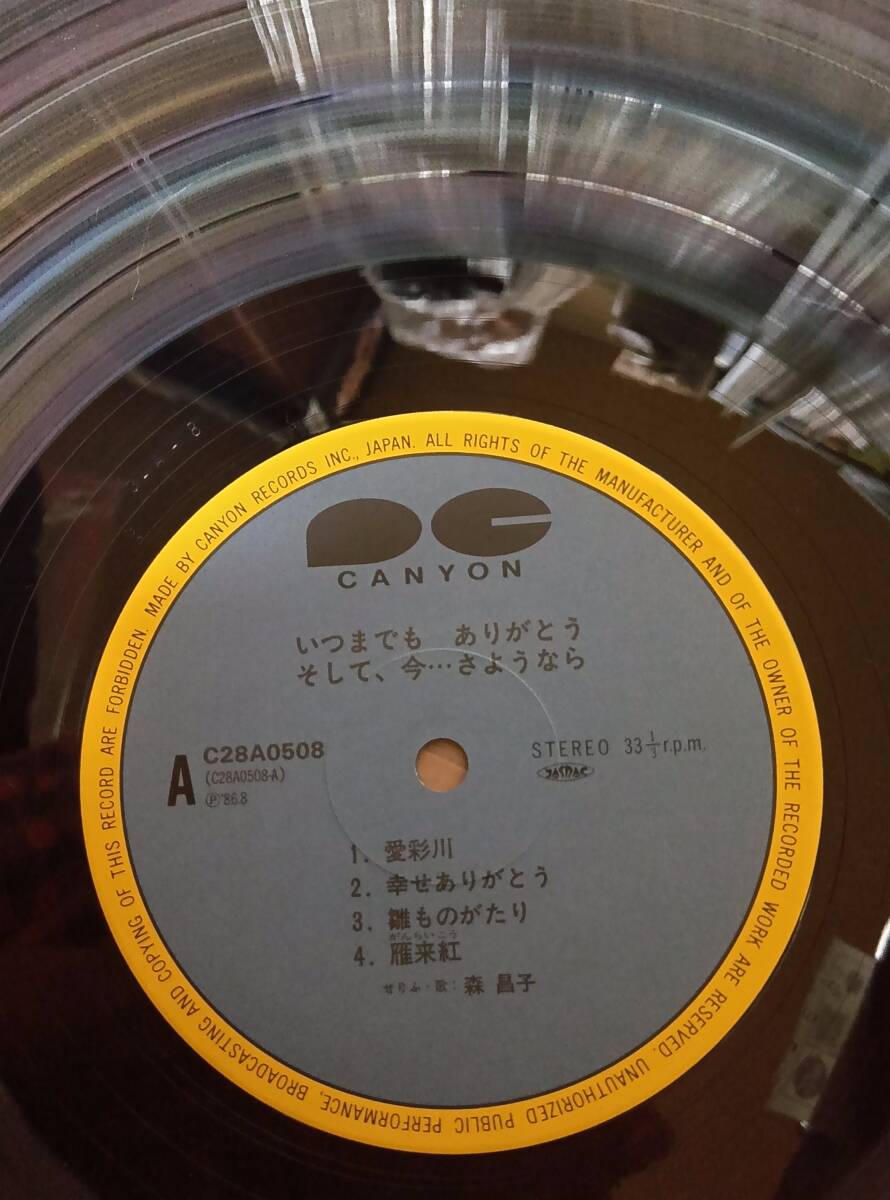 MADE BY CANYON RECORDS INC., JAPAN. ALL RIGHTS OF THE MANUFACTURER AND OF THE OWNER OF THE RECORDED WORK ARE RESERVED. UNAUTHORIZED PUBLIC PERFORMANCE, BROADCASTING AND COPYING OF THIS RECORD ARE FORBIDDEN.
CANYON
いつまでも ありがとう
そして、今…さようなら
A
C28A0508
(C28A0508-A)
Ⓟ'86.8
STEREO 33 1/3 r.p.m.
JASRAC
1. 愛彩川
2. 幸せありがとう
3. 雛ものがたり
がんらいこう
4. 雁来紅
せりふ・歌:森 昌子